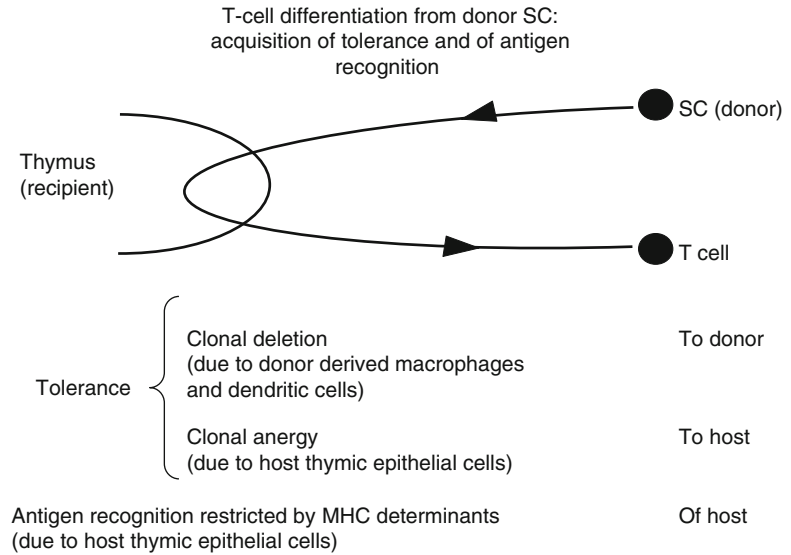 T-cell differentiation from donor SC:
acquisition of tolerance and of antigen
recognition
SC (donor)
Thymus
(recipient)
T cell
Clonal deletion
(due to donor derived macrophages
and dendritic cells)
To donor
Tolerance
Clonal anergy
(due to host thymic epithelial cells)
To host
Antigen recognition restricted by MHC determinants
(due to host thymic epithelial cells)
Of host